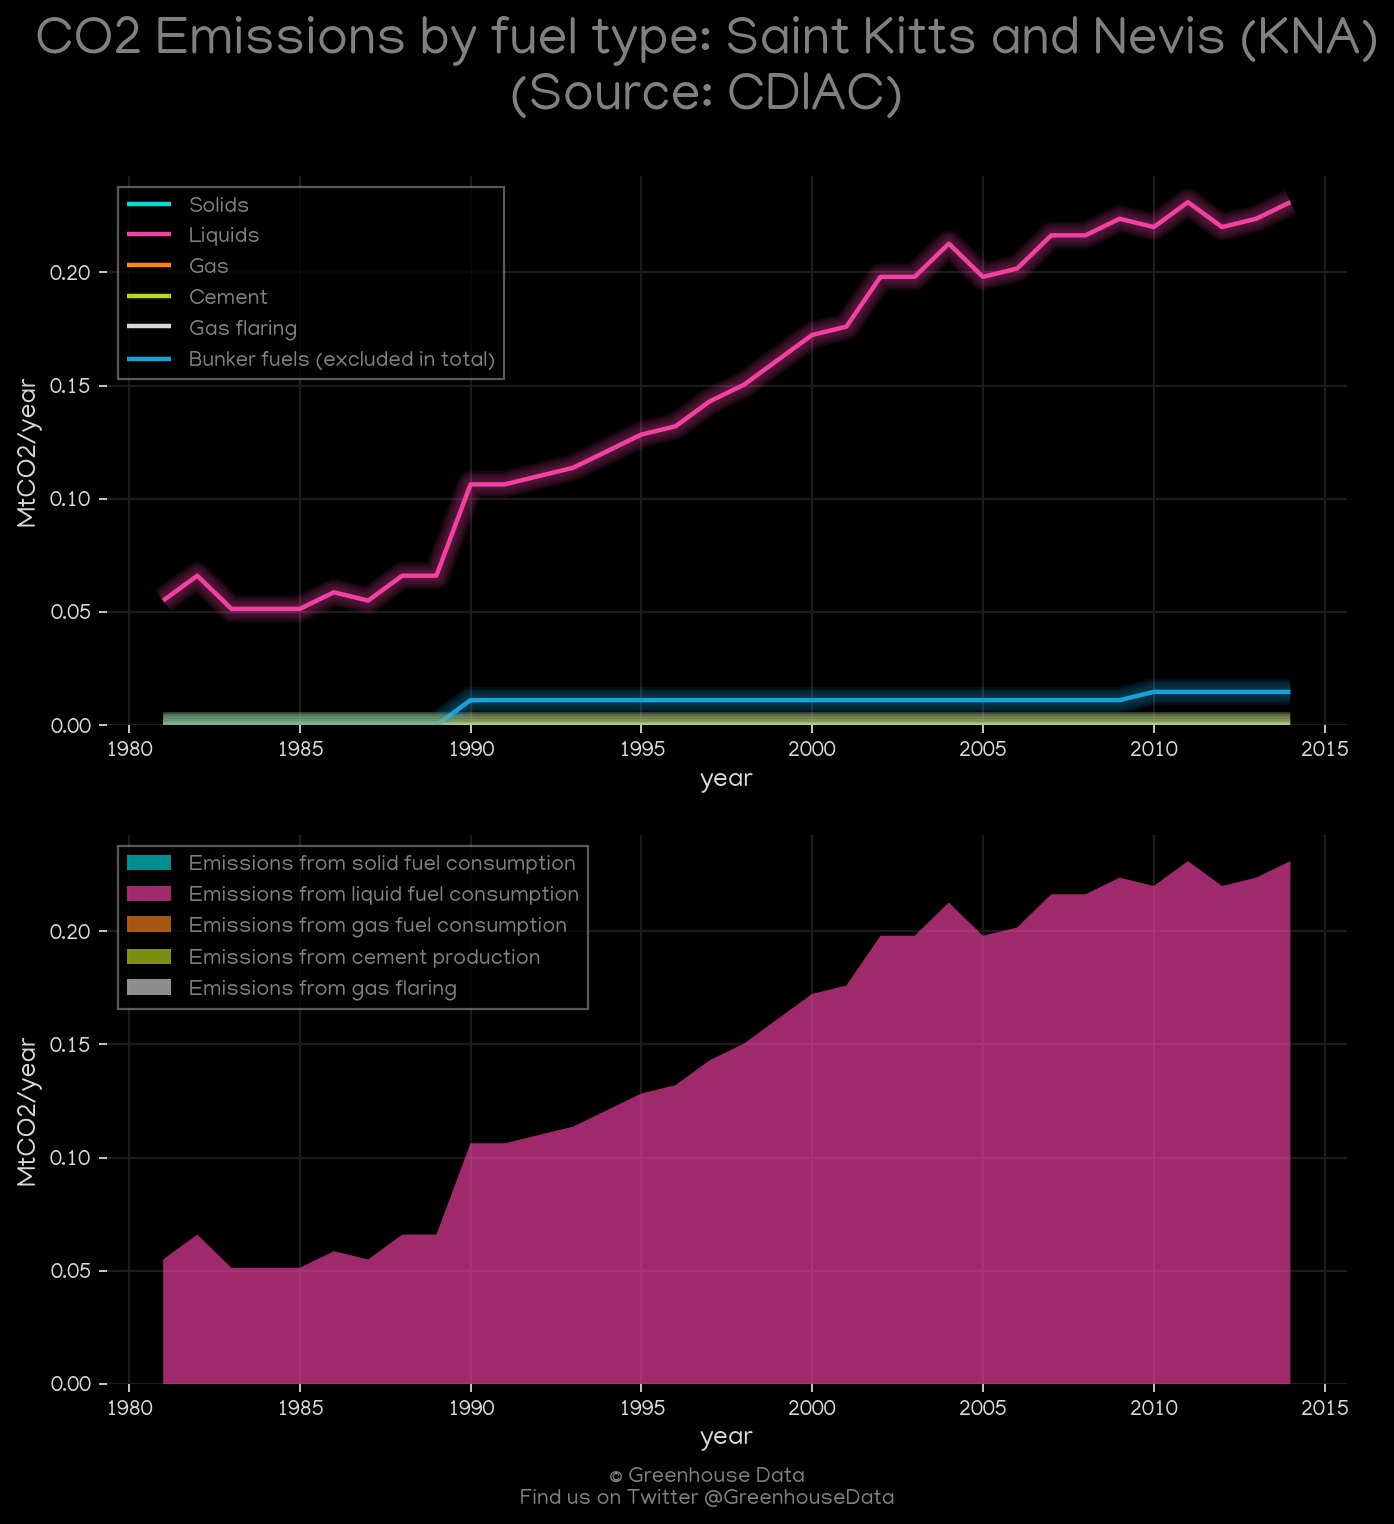 CO2 Emissions by fuel type: Saint Kitts and Nevis (KNA)
(Source: CDIAC)
Solids
Liquids
Gas
Cement
Gas flaring
Bunker fuels (excluded in total)
MtCO2/year
0.20
0.15
0.10
0.05
0.00
1980 1985 1990 1995 2000 2005 2010 2015
year
Emissions from solid fuel consumption
Emissions from liquid fuel consumption
Emissions from gas fuel consumption
Emissions from cement production
Emissions from gas flaring
MtCO2/year
0.20
0.15
0.10
0.05
0.00
1980 1985 1990 1995 2000 2005 2010 2015
year
© Greenhouse Data
Find us on Twitter @GreenhouseData